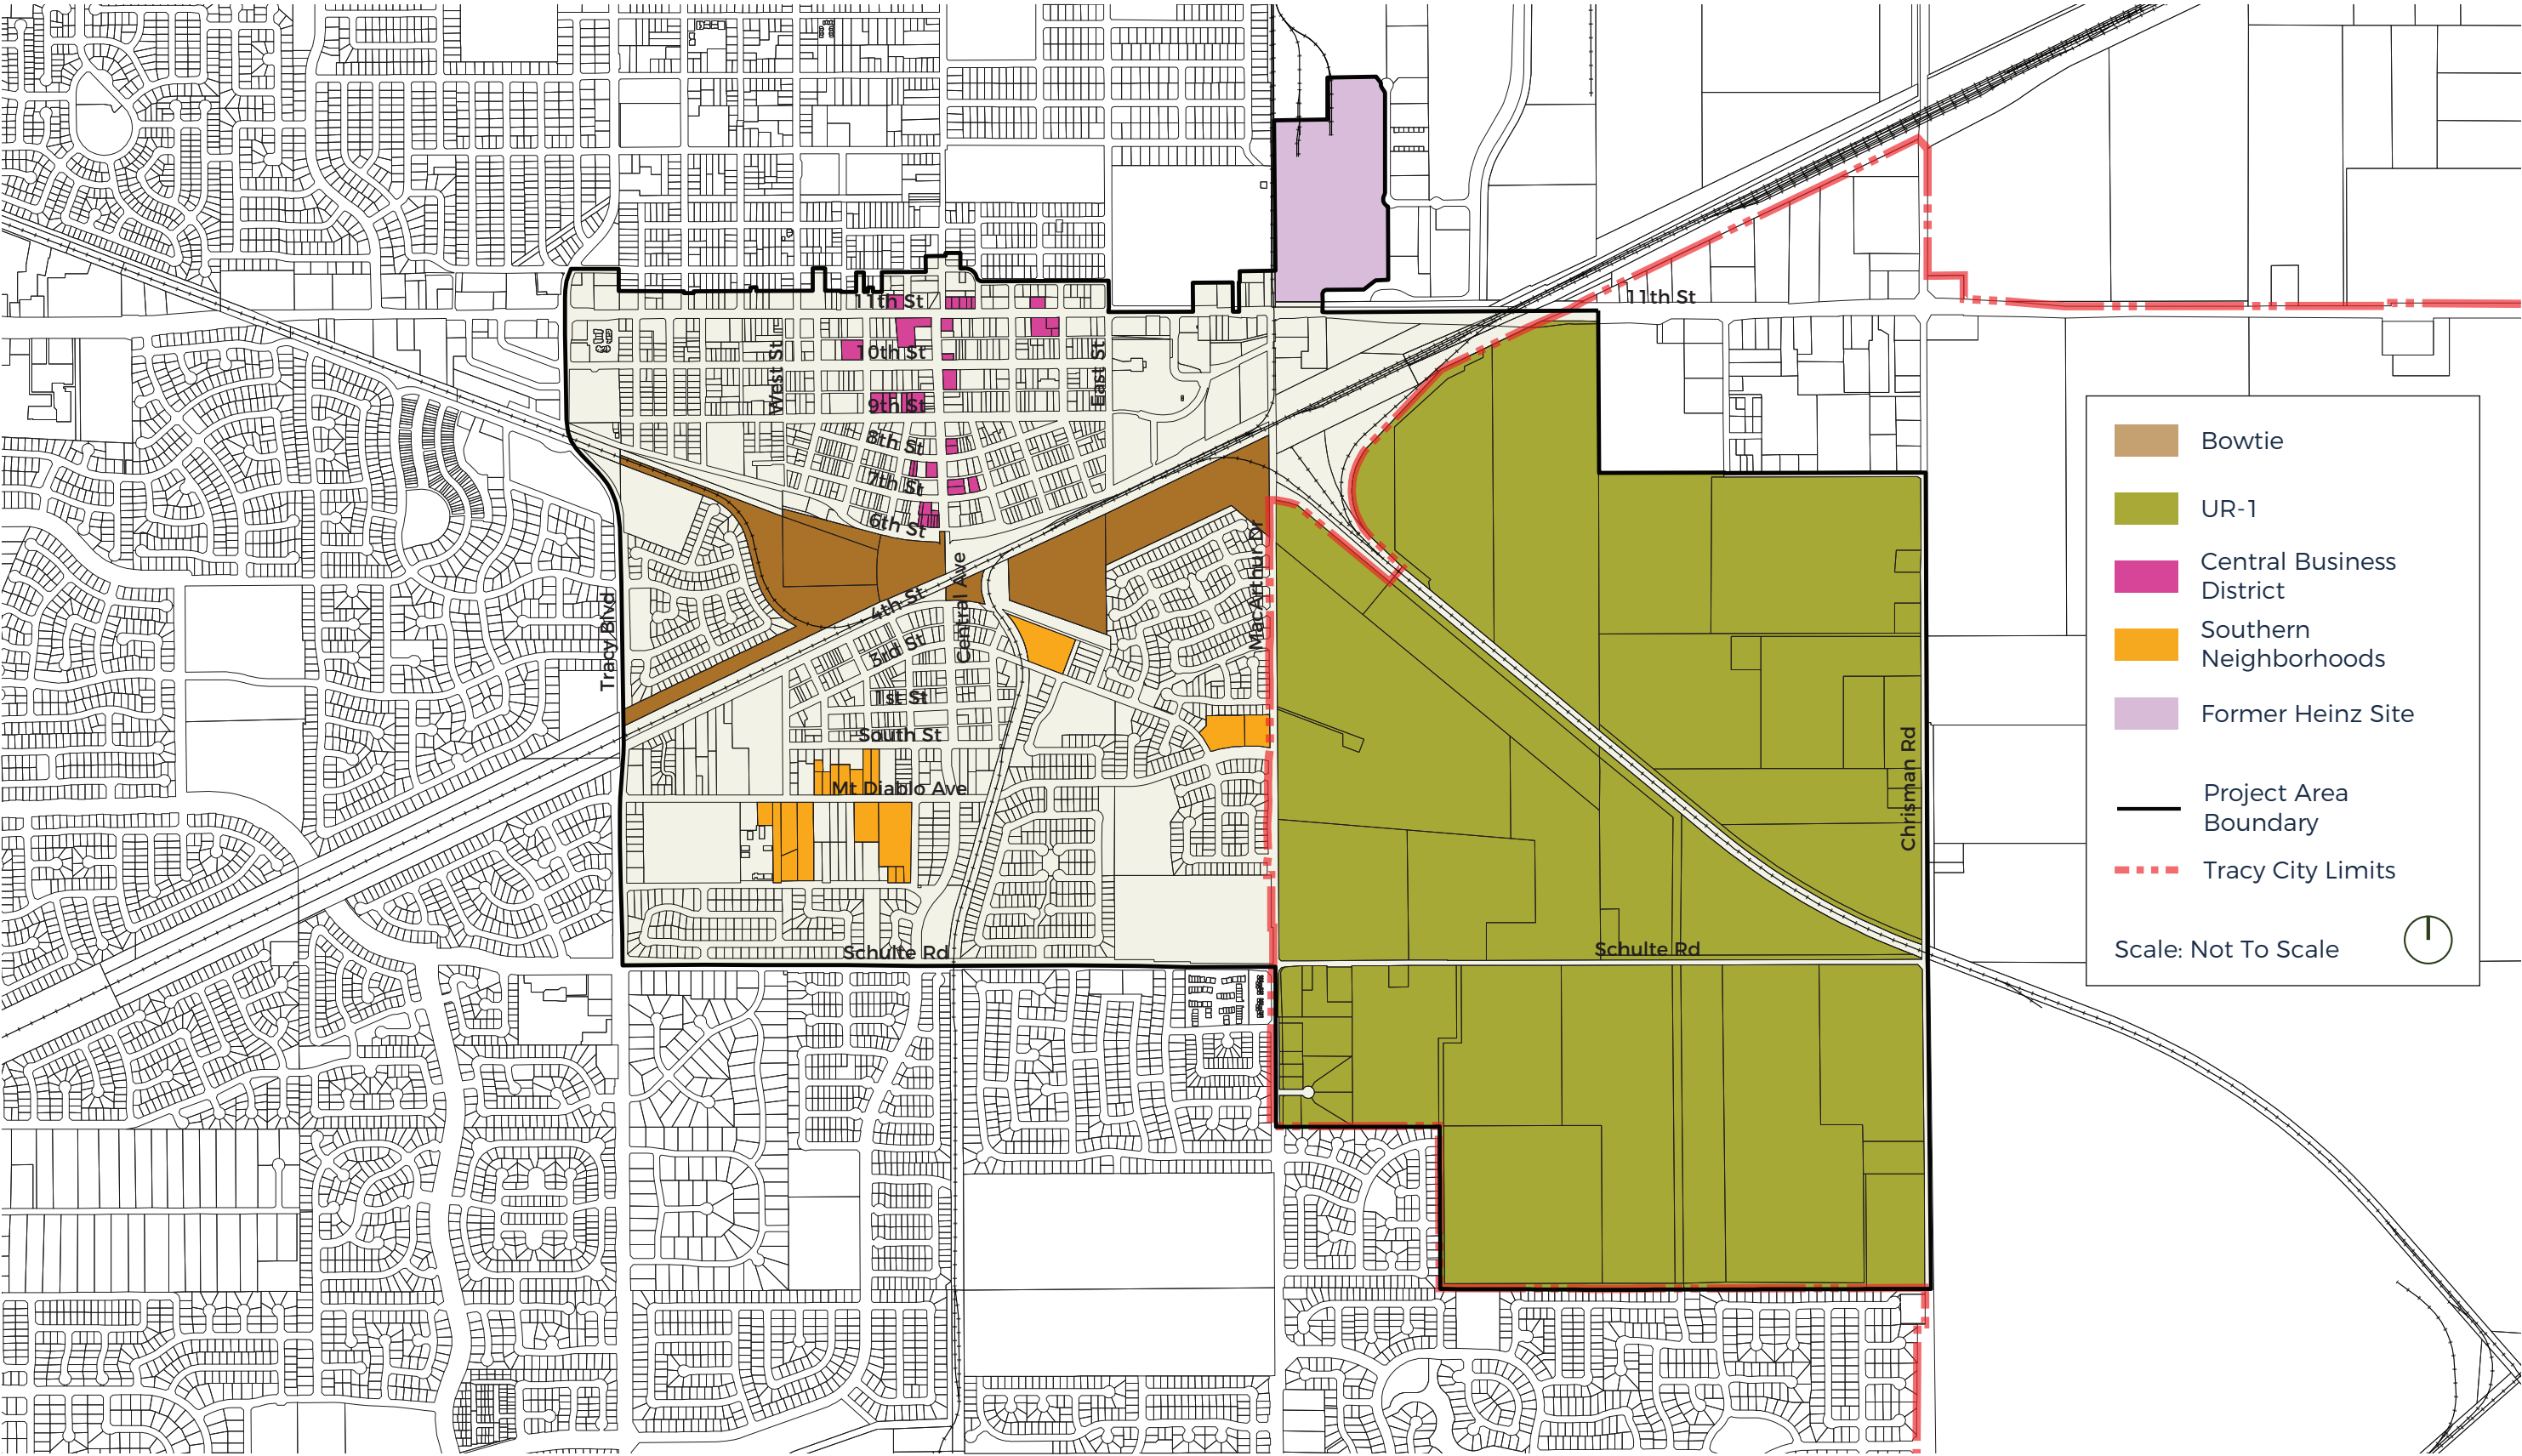 11th St
11th St
10th St
West St
East St
9th St
8th St
7th St
6th St
4th St
3rd St
Central Ave
MacArthur Dr
Tracy Blvd
1st St
South St
Mt Diablo Ave
Chrisman Rd
Schulte Rd
Schulte Rd
Bowtie
UR-1
Central Business
District
Southern
Neighborhoods
Former Heinz Site
Project Area
Boundary
Tracy City Limits
Scale: Not To Scale